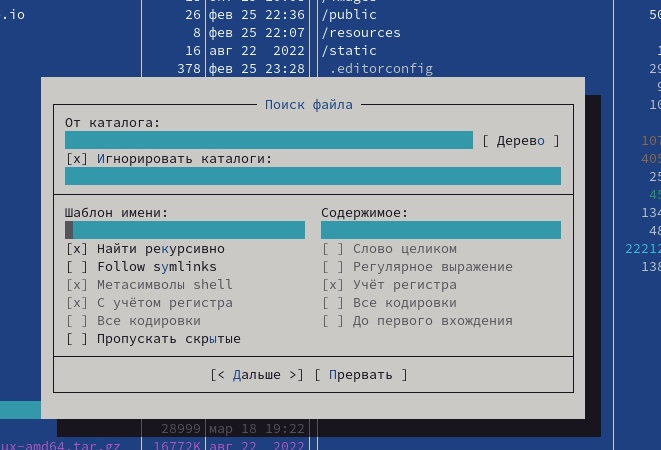 .io
26 фев 25 22:36 /public
8 фев 25 22:07 /resources
16 авг 22 2022 /static
378 фев 25 23:28 .editorconfig
Поиск файла
От каталога:
[ Дерево ]
[x] Игнорировать каталоги:
Шаблон имени: Содержимое:
[x] Найти рекурсивно [ ] Слово целиком
[ ] Follow symlinks [ ] Регулярное выражение
[x] Метасимволы shell [x] Учёт регистра
[x] С учётом регистра [ ] Все кодировки
[ ] Все кодировки [ ] До первого вхождения
[ ] Пропускать скрытые
[< Дальше >] [ Прервать ]
28999 мар 18 19:22
ux-amd64.tar.gz 16772K авг 22 2022
50
1
29
9
10
107
405
25
45
134
48
22212
138